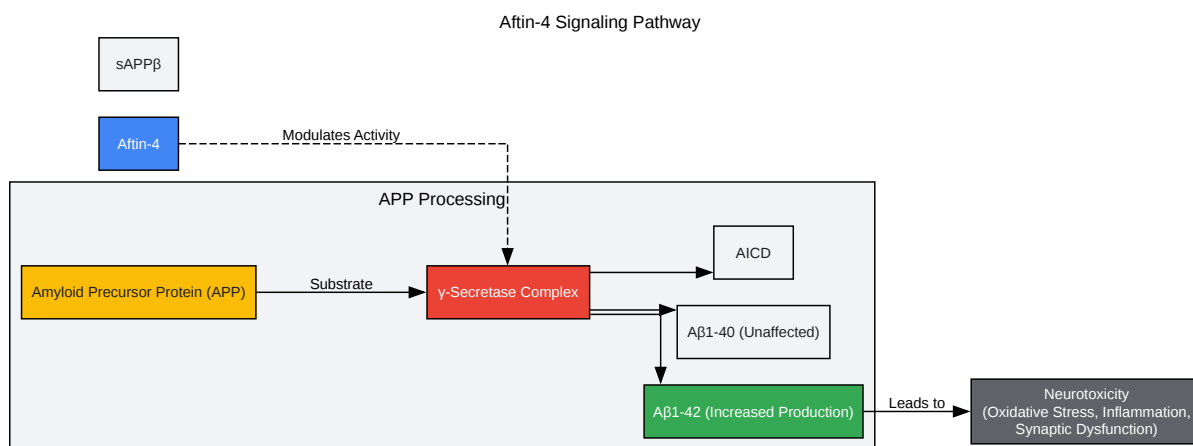 Aftin-4 Signaling Pathway
sAPPβ
Aftin-4
Modulates Activity
APP Processing
AICD
Amyloid Precursor Protein (APP)
Substrate
γ-Secretase Complex
Aβ1-40 (Unaffected)
Aβ1-42 (Increased Production)
Leads to
Neurotoxicity
(Oxidative Stress, Inflammation,
Synaptic Dysfunction)